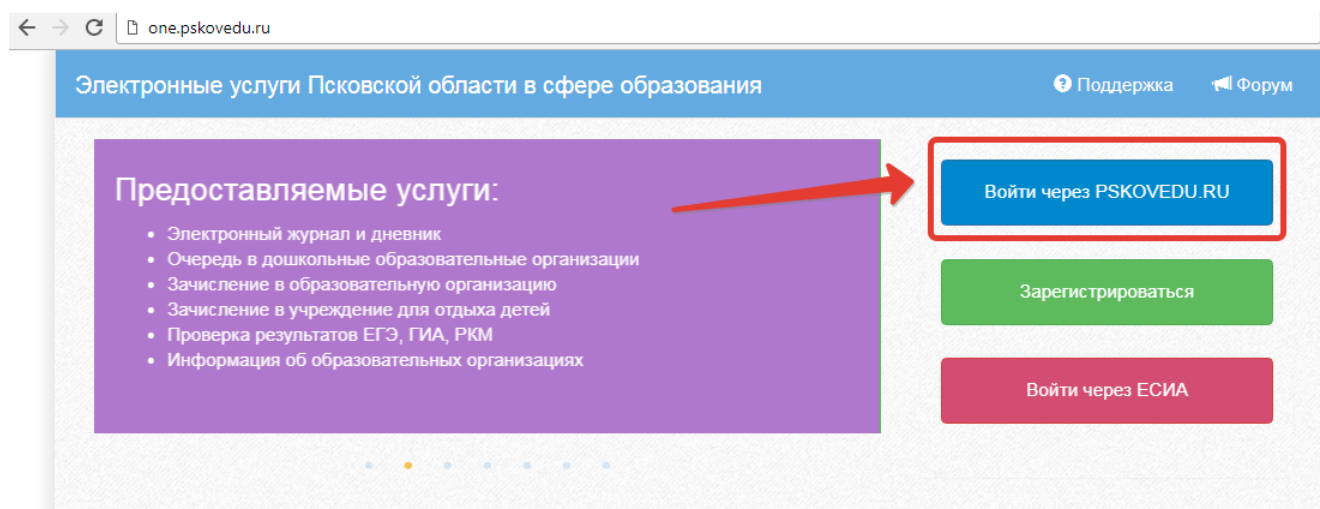 one.pskovedu.ru
Электронные услуги Псковской области в сфере образования
Поддержка
Форум
Предоставляемые услуги:
• Электронный журнал и дневник
• Очередь в дошкольные образовательные организации
• Зачисление в образовательную организацию
• Зачисление в учреждение для отдыха детей
• Проверка результатов ЕГЭ, ГИА, РКМ
• Информация об образовательных организациях
Войти через PSKOVEDU.RU
Зарегистрироваться
Войти через ЕСИА